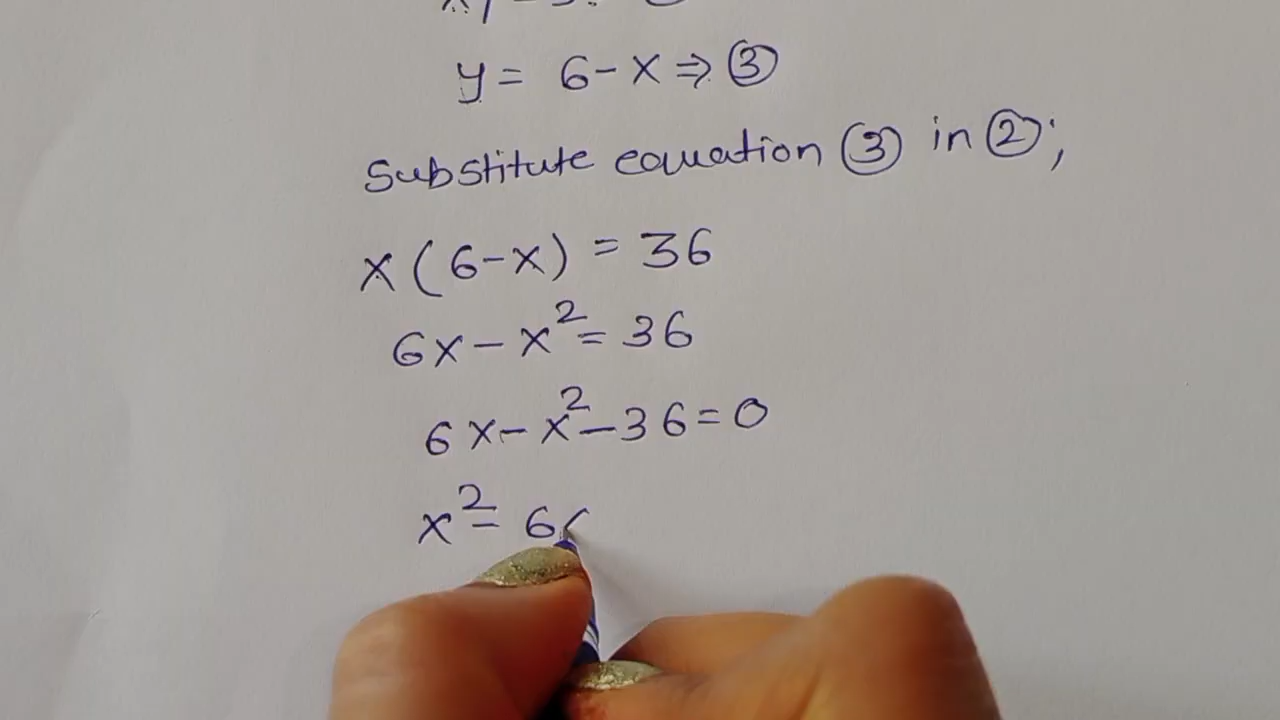 y = 6 - x ⇒ ③
Substitute equation ③ in ②;
x (6-x) = 36
6x - x² = 36
6x - x² - 36 = 0
x² - 6